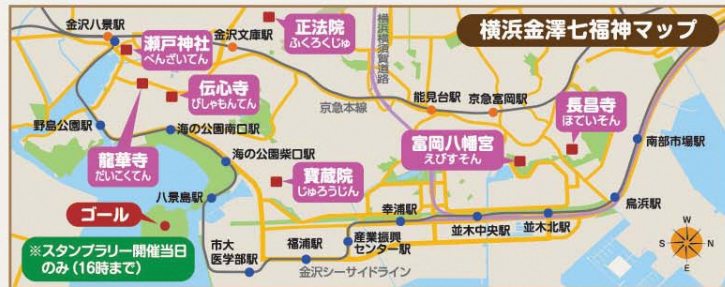 横浜金澤七福神マップ
金沢八景駅
瀬戸神社
べんざいてん
金沢文庫駅
正法院
ふくろくじゅ
横浜横須賀道路
伝心寺
びしゃもんてん
京急本線
能見台駅
京急富岡駅
長昌寺
ほていそん
野島公園駅
海の公園南口駅
龍華寺
だいこくてん
海の公園柴口駅
富岡八幡宮
えびすそん
南部市場駅
寶蔵院
じゅろうじん
八景島駅
ゴール
幸浦駅
鳥浜駅
並木中央駅
並木北駅
※スタンプラリー開催当日
のみ（16時まで）
市大
医学部駅
福浦駅
産業振興
センター駅
金沢シーサイドライン
W
S
N
E